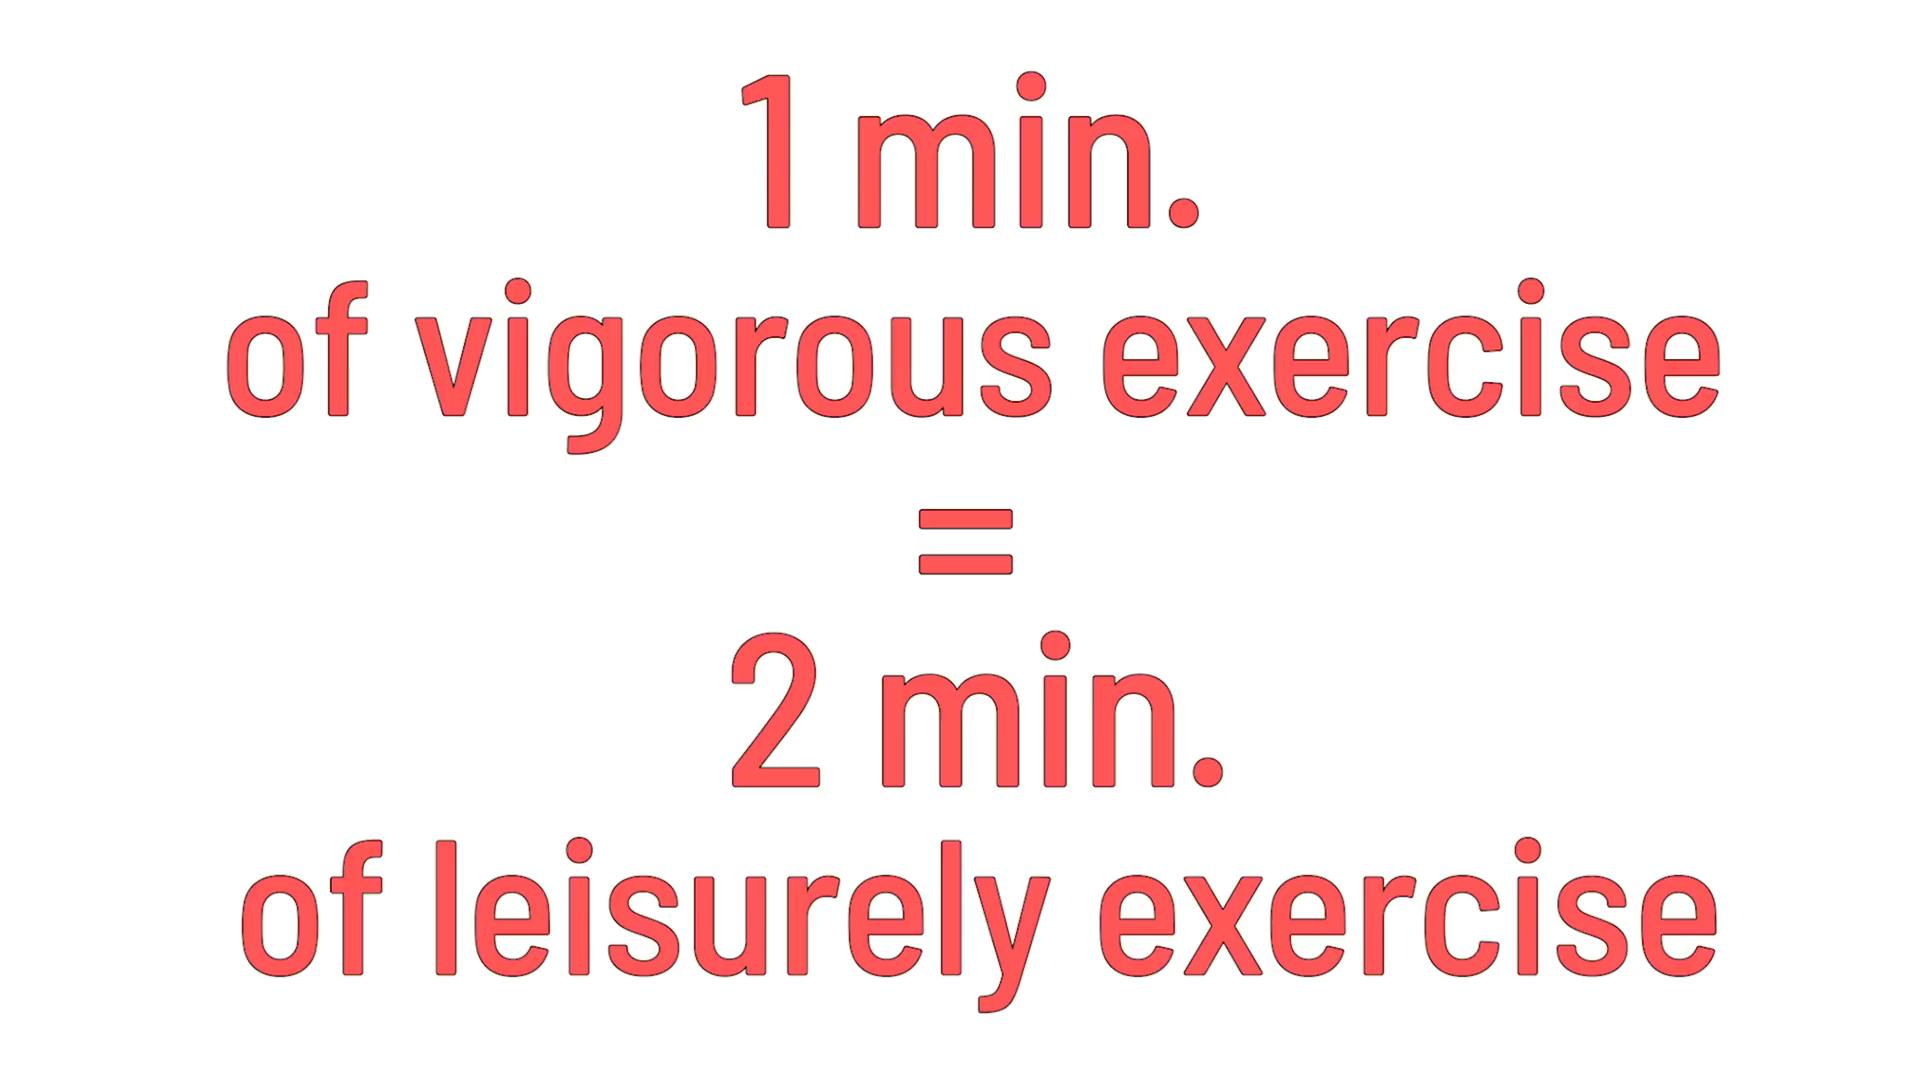 1 min.
of vigorous exercise
=
2 min.
of leisurely exercise